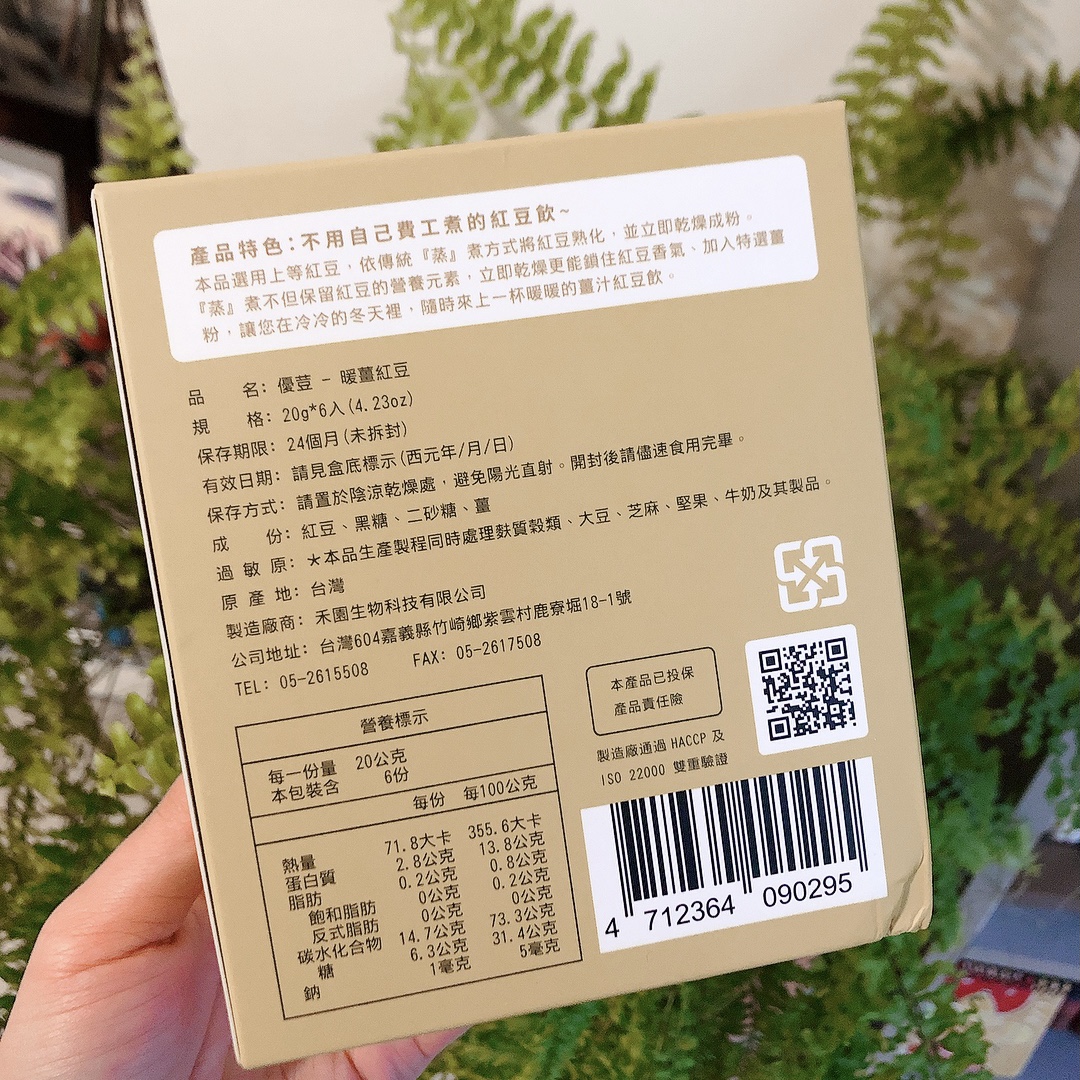 產品特色:不用自己費工煮的紅豆飲~
本品選用上等紅豆，依傳統『蒸』煮方式將紅豆熟化，並立即乾燥成粉。
『蒸』煮不但保留紅豆的營養元素，立即乾燥更能鎖住紅豆香氣、加入特選薑
粉，讓您在冷冷的冬天裡，隨時來上一杯暖暖的薑汁紅豆飲。
品名: 優荳 - 暖薑紅豆
規格: 20g*6入(4.23oz)
保存期限: 24個月(未拆封)
有效日期: 請見盒底標示(西元年/月/日)
保存方式: 請置於陰涼乾燥處，避免陽光直射。開封後請儘速食用完畢。
成份: 紅豆、黑糖、二砂糖、薑
過敏原: *本品生產製程同時處理麩質穀類、大豆、芝麻、堅果、牛奶及其製品。
原產地: 台灣
製造廠商: 禾園生物科技有限公司
公司地址: 台灣604嘉義縣竹崎鄉紫雲村鹿寮堀18-1號
TEL: 05-2615508 FAX: 05-2617508
營養標示
每一份量 20公克
本包裝含 6份
每份 每100公克
熱量 71.8大卡 355.6大卡
蛋白質 2.8公克 13.8公克
脂肪 0.2公克 0.8公克
飽和脂肪 0公克 0.2公克
反式脂肪 0公克 0公克
碳水化合物 14.7公克 73.3公克
糖 6.3公克 31.4公克
鈉 1毫克 5毫克
本產品已投保
產品責任險
製造廠通過 HACCP 及
ISO 22000 雙重驗證
4 712364 090295